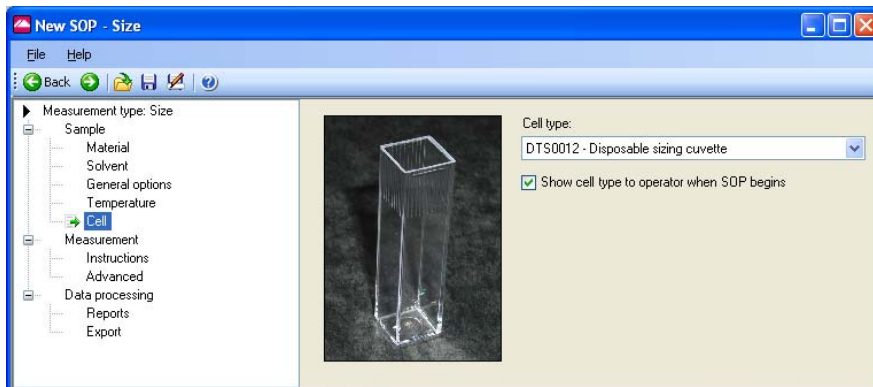 New SOP - Size
File Help
Back
Measurement type: Size
Sample
Material
Solvent
General options
Temperature
Cell
Measurement
Instructions
Advanced
Data processing
Reports
Export
Cell type:
DTS0012 - Disposable sizing cuvette
Show cell type to operator when SOP begins